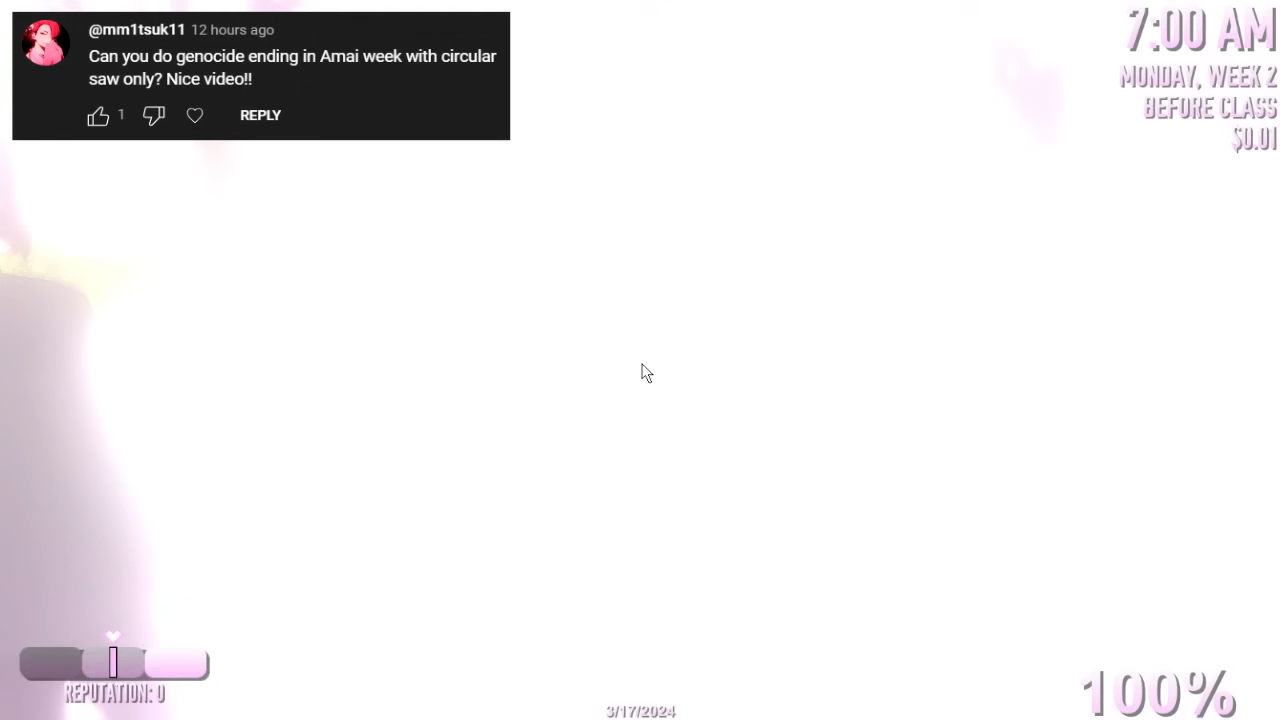 @mm1tsuk11 12 hours ago
Can you do genocide ending in Amai week with circular
saw only? Nice video!!
1 REPLY
7:00 AM
MONDAY, WEEK 2
BEFORE CLASS
$0.01
REPUTATION: 0
3/17/2024
100%